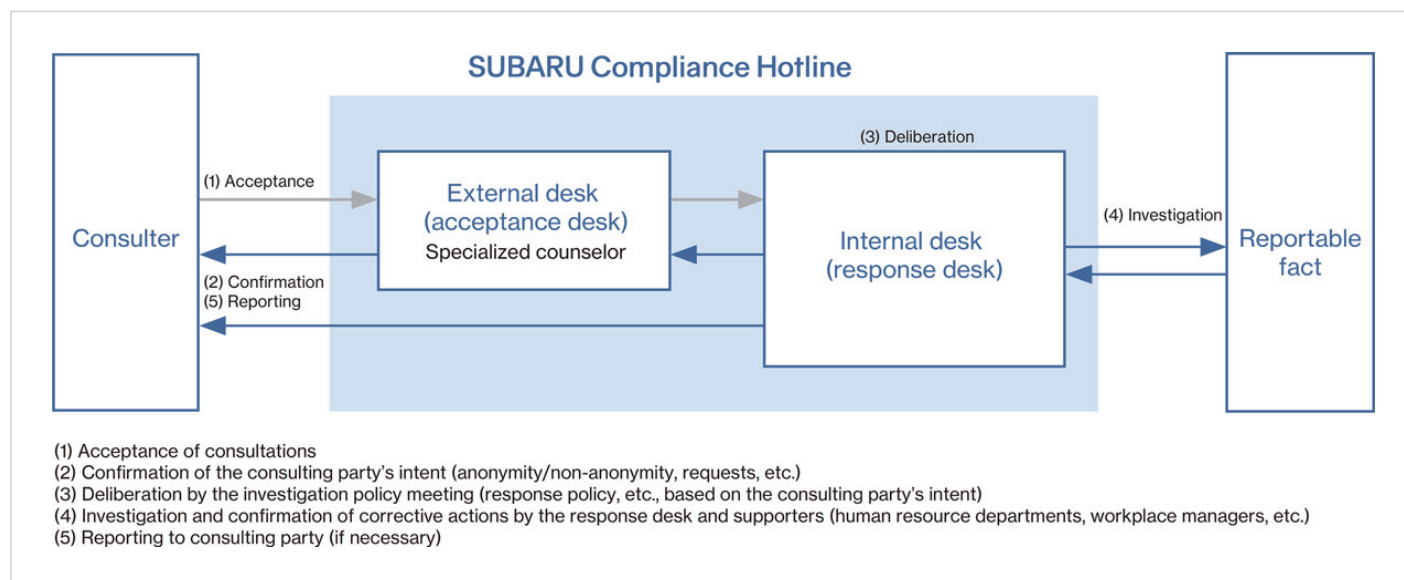 SUBARU Compliance Hotline
(3) Deliberation
(1) Acceptance
External desk
(acceptance desk)
Specialized counselor
Consulter
Internal desk
(response desk)
(4) Investigation
Reportable
fact
(2) Confirmation
(5) Reporting
(1) Acceptance of consultations
(2) Confirmation of the consulting party’s intent (anonymity/non-anonymity, requests, etc.)
(3) Deliberation by the investigation policy meeting (response policy, etc., based on the consulting party’s intent)
(4) Investigation and confirmation of corrective actions by the response desk and supporters (human resource departments, workplace managers, etc.)
(5) Reporting to consulting party (if necessary)